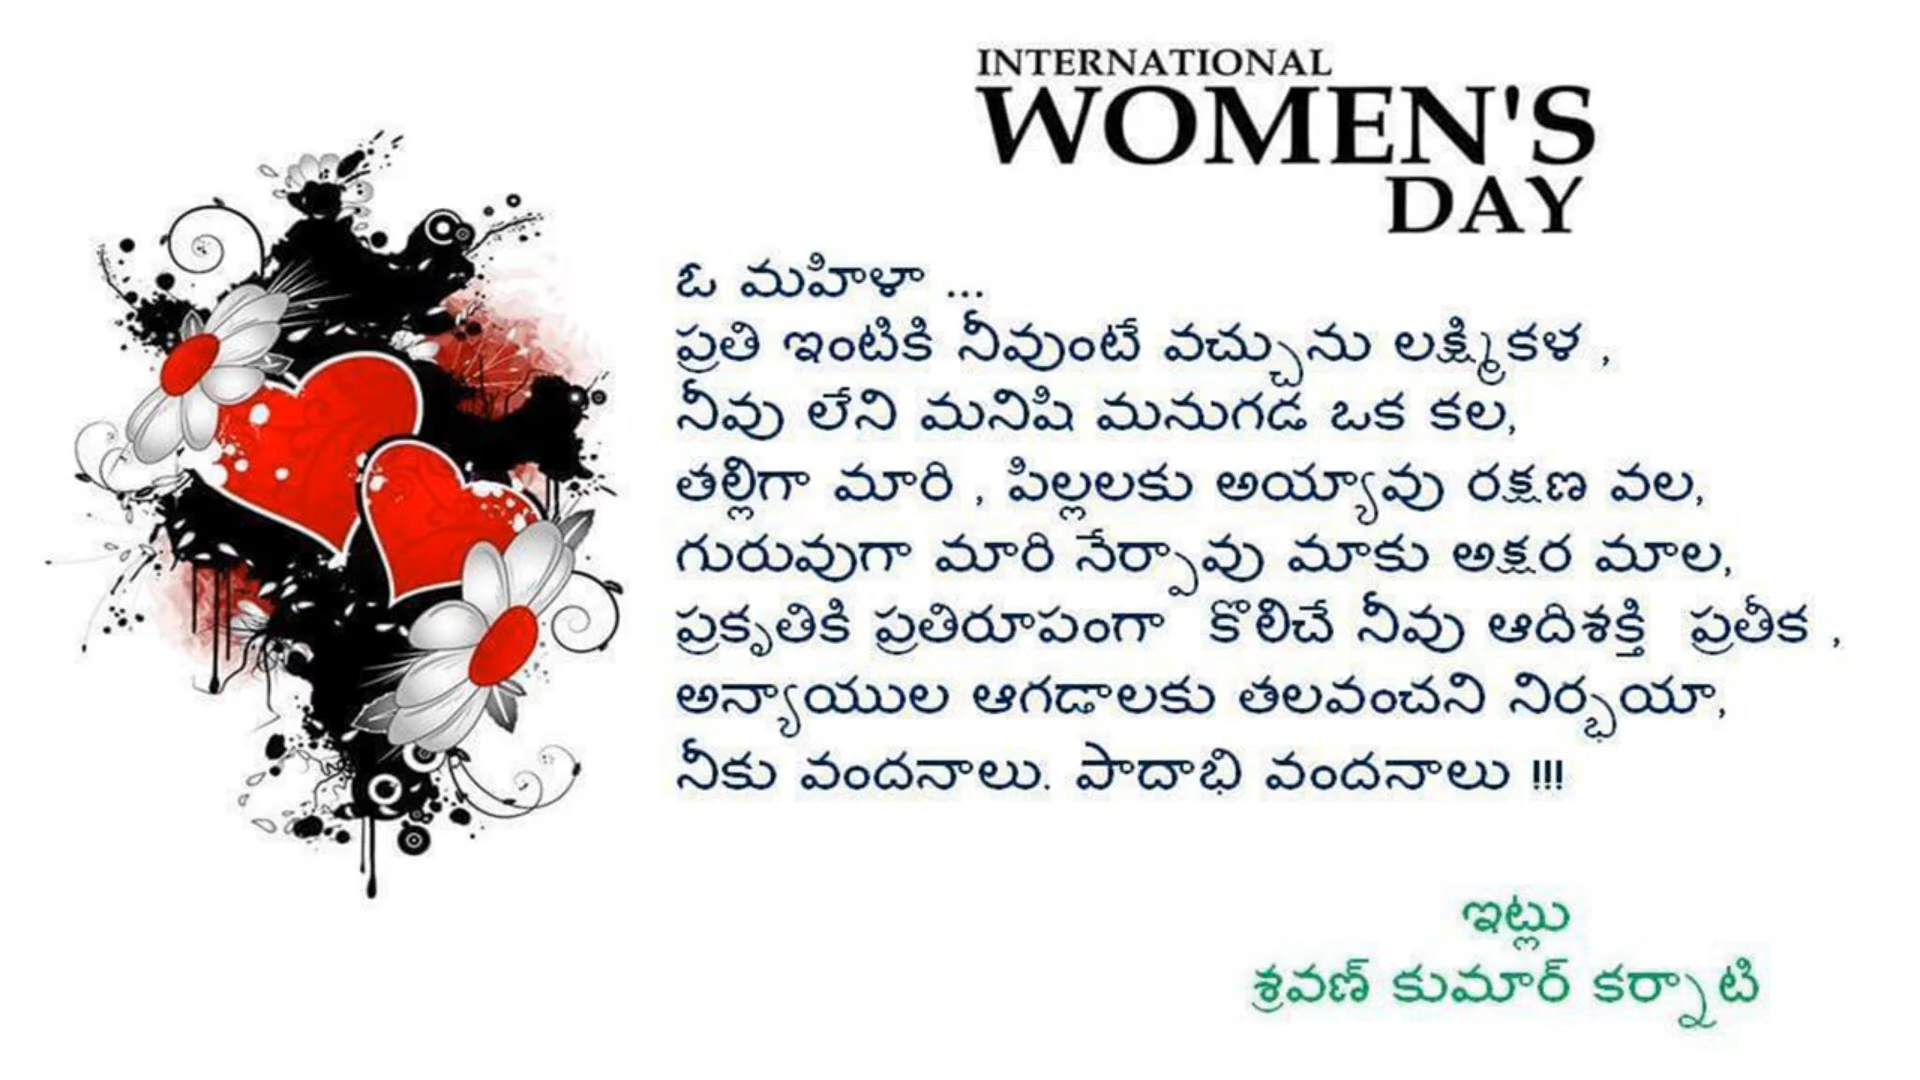 INTERNATIONAL
WOMEN'S
DAY
ఓ మహిళా ...
ప్రతి ఇంటికి నీవుంటే వచ్చును లక్ష్మికళ ,
నీవు లేని మనిషి మనుగడ ఒక కల,
తల్లిగా మారి , పిల్లలకు అయ్యావు రక్షణ వల,
గురువుగా మారి నేర్పావు మాకు అక్షర మాల,
ప్రకృతికి ప్రతిరూపంగా కొలిచే నీవు ఆదిశక్తి ప్రతీక ,
అన్యాయుల ఆగడాలకు తలవంచని నిర్భయా,
నీకు వందనాలు. పాదాభి వందనాలు !!!
ఇట్లు
శ్రవణ్ కుమార్ కర్నాటి